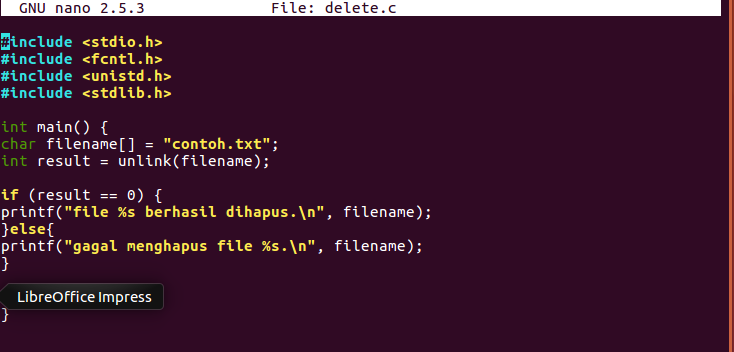 GNU nano 2.5.3 File: delete.c
#include <stdio.h>
#include <fcntl.h>
#include <unistd.h>
#include <stdlib.h>
int main() {
char filename[] = "contoh.txt";
int result = unlink(filename);
if (result == 0) {
printf("file %s berhasil dihapus.\n", filename);
}else{
printf("gagal menghapus file %s.\n", filename);
}
LibreOffice Impress
}